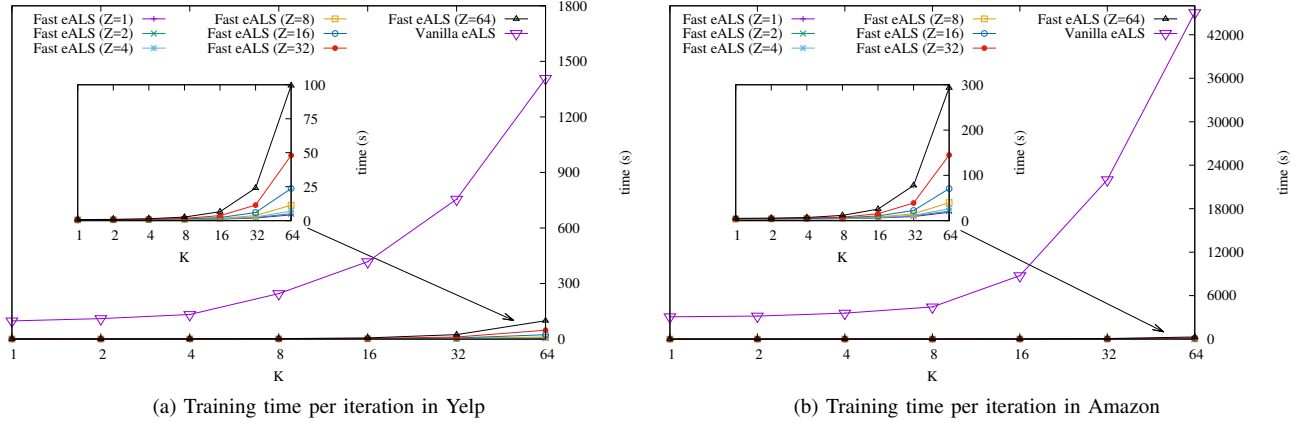 Fast eALS (Z=1)
Fast eALS (Z=2)
Fast eALS (Z=4)
Fast eALS (Z=8)
Fast eALS (Z=16)
Fast eALS (Z=32)
Fast eALS (Z=64)
Vanilla eALS
1800
1500
1200
900
600
300
0
time (s)
100
75
50
25
0
time (s)
1 2 4 8 16 32 64
K
1 2 4 8 16 32 64
K
(a) Training time per iteration in Yelp
Fast eALS (Z=1)
Fast eALS (Z=2)
Fast eALS (Z=4)
Fast eALS (Z=8)
Fast eALS (Z=16)
Fast eALS (Z=32)
Fast eALS (Z=64)
Vanilla eALS
42000
36000
30000
24000
18000
12000
6000
0
time (s)
300
200
100
0
time (s)
1 2 4 8 16 32 64
K
1 2 4 8 16 32 64
K
(b) Training time per iteration in Amazon